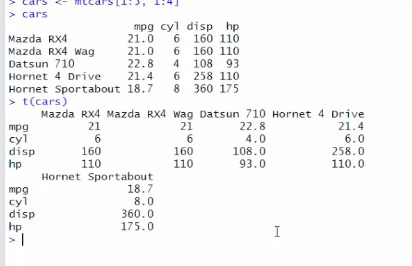 > cars <- mtcars[1:5, 1:4]
> cars
mpg cyl disp hp
Mazda RX4 21.0 6 160 110
Mazda RX4 Wag 21.0 6 160 110
Datsun 710 22.8 4 108 93
Hornet 4 Drive 21.4 6 258 110
Hornet Sportabout 18.7 8 360 175
> t(cars)
Mazda RX4 Mazda RX4 Wag Datsun 710 Hornet 4 Drive
mpg 21 21 22.8 21.4
cyl 6 6 4.0 6.0
disp 160 160 108.0 258.0
hp 110 110 93.0 110.0
Hornet Sportabout
mpg 18.7
cyl 8.0
disp 360.0
hp 175.0
>